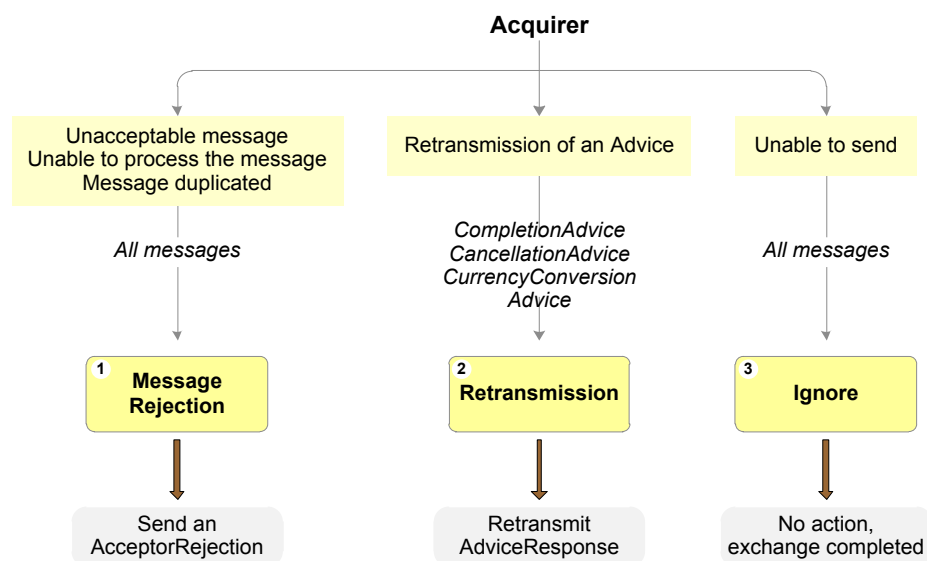 Acquirer
Unacceptable message
Unable to process the message
Message duplicated
Retransmission of an Advice
Unable to send
All messages
CompletionAdvice
CancellationAdvice
CurrencyConversion
Advice
All messages
1
Message
Rejection
2
Retransmission
3
Ignore
Send an
AcceptorRejection
Retransmit
AdviceResponse
No action,
exchange completed